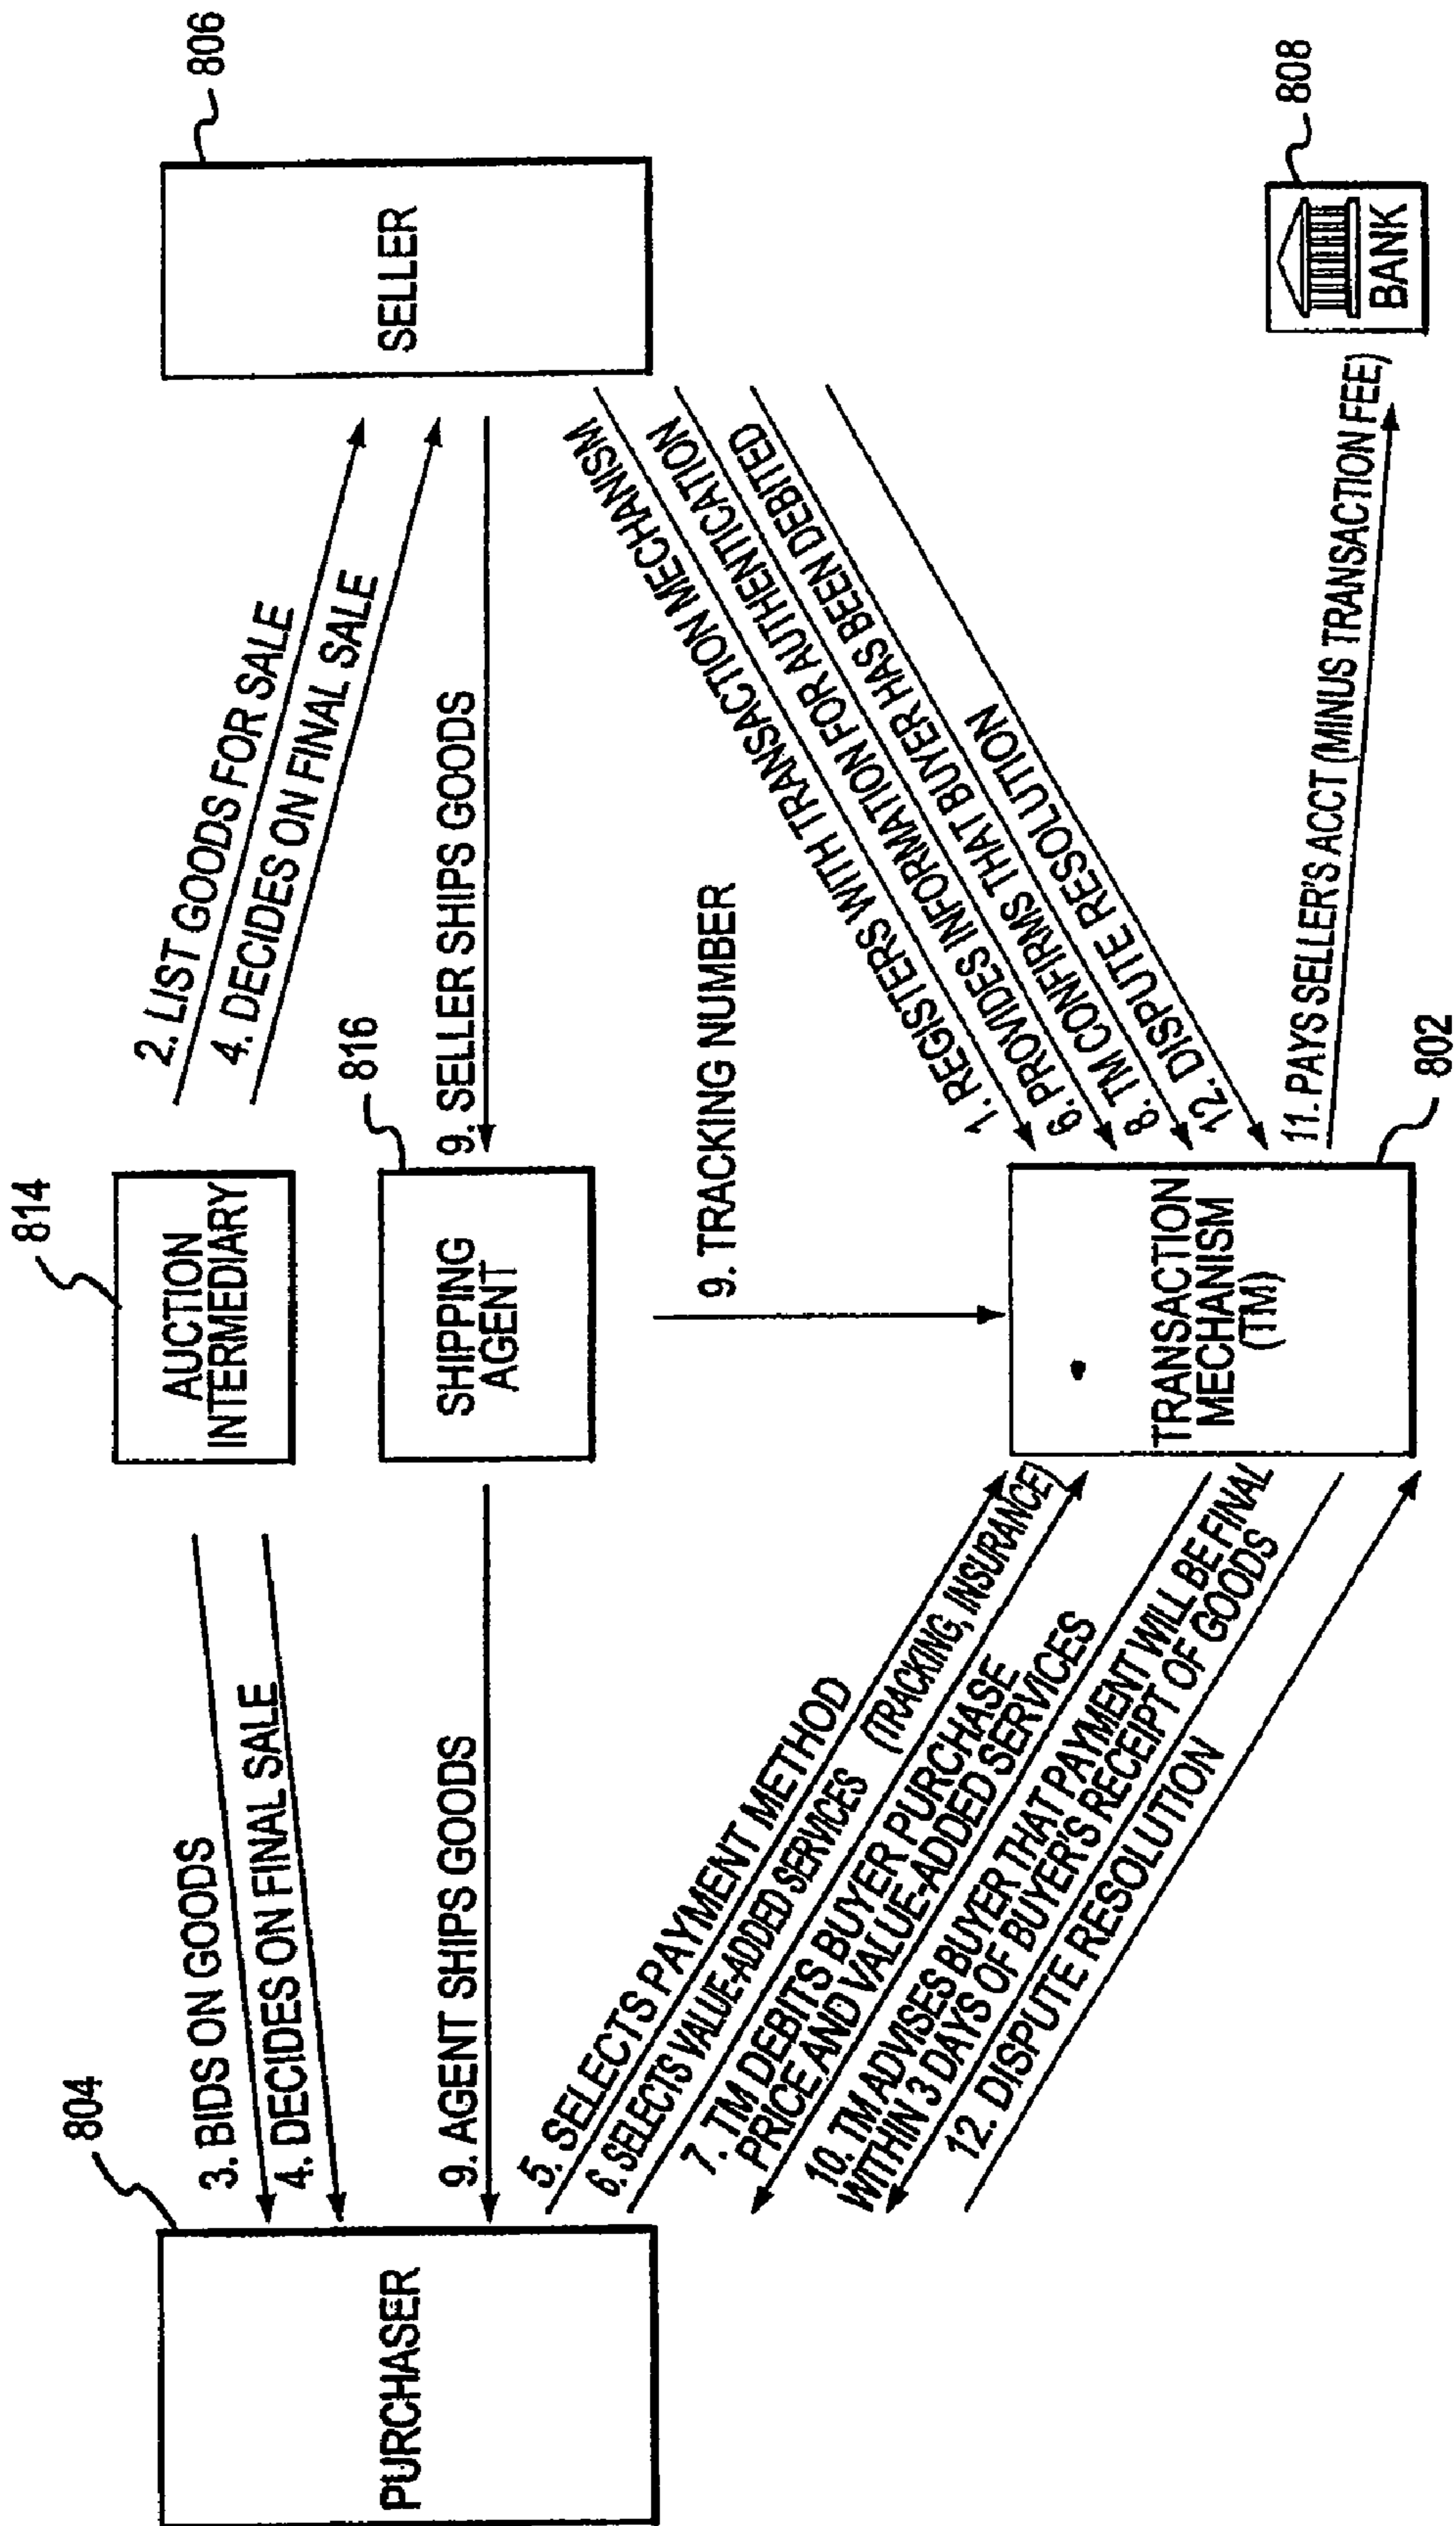 804
PURCHASER
3. BIDS ON GOODS
4. DECIDES ON FINAL SALE
814
AUCTION
INTERMEDIARY
2. LIST GOODS FOR SALE
4. DECIDES ON FINAL SALE
806
SELLER
9. AGENT SHIPS GOODS
816
SHIPPING
AGENT
9. SELLER SHIPS GOODS
9. TRACKING NUMBER
5. SELECTS PAYMENT METHOD
6. SELECTS VALUE-ADDED SERVICES (TRACKING, INSURANCE)
7. TM DEBITS BUYER PURCHASE
PRICE AND VALUE-ADDED SERVICES
10. TM ADVISES BUYER THAT PAYMENT WILL BE FINAL
WITHIN 3 DAYS OF BUYER'S RECEIPT OF GOODS
12. DISPUTE RESOLUTION
1. REGISTERS WITH TRANSACTION MECHANISM
6. PROVIDES INFORMATION FOR AUTHENTICATION
8. TM CONFIRMS THAT BUYER HAS BEEN DEBITED
12. DISPUTE RESOLUTION
TRANSACTION
MECHANISM
(TM)
802
11. PAYS SELLER'S ACCT (MINUS TRANSACTION FEE)
808
BANK